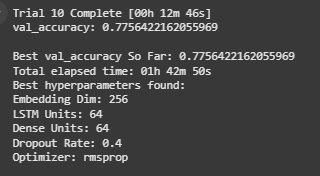 Trial 10 Complete [00h 12m 46s]
val_accuracy: 0.7756422162055969
Best val_accuracy So Far: 0.7756422162055969
Total elapsed time: 01h 42m 50s
Best hyperparameters found:
Embedding Dim: 256
LSTM Units: 64
Dense Units: 64
Dropout Rate: 0.4
Optimizer: rmsprop